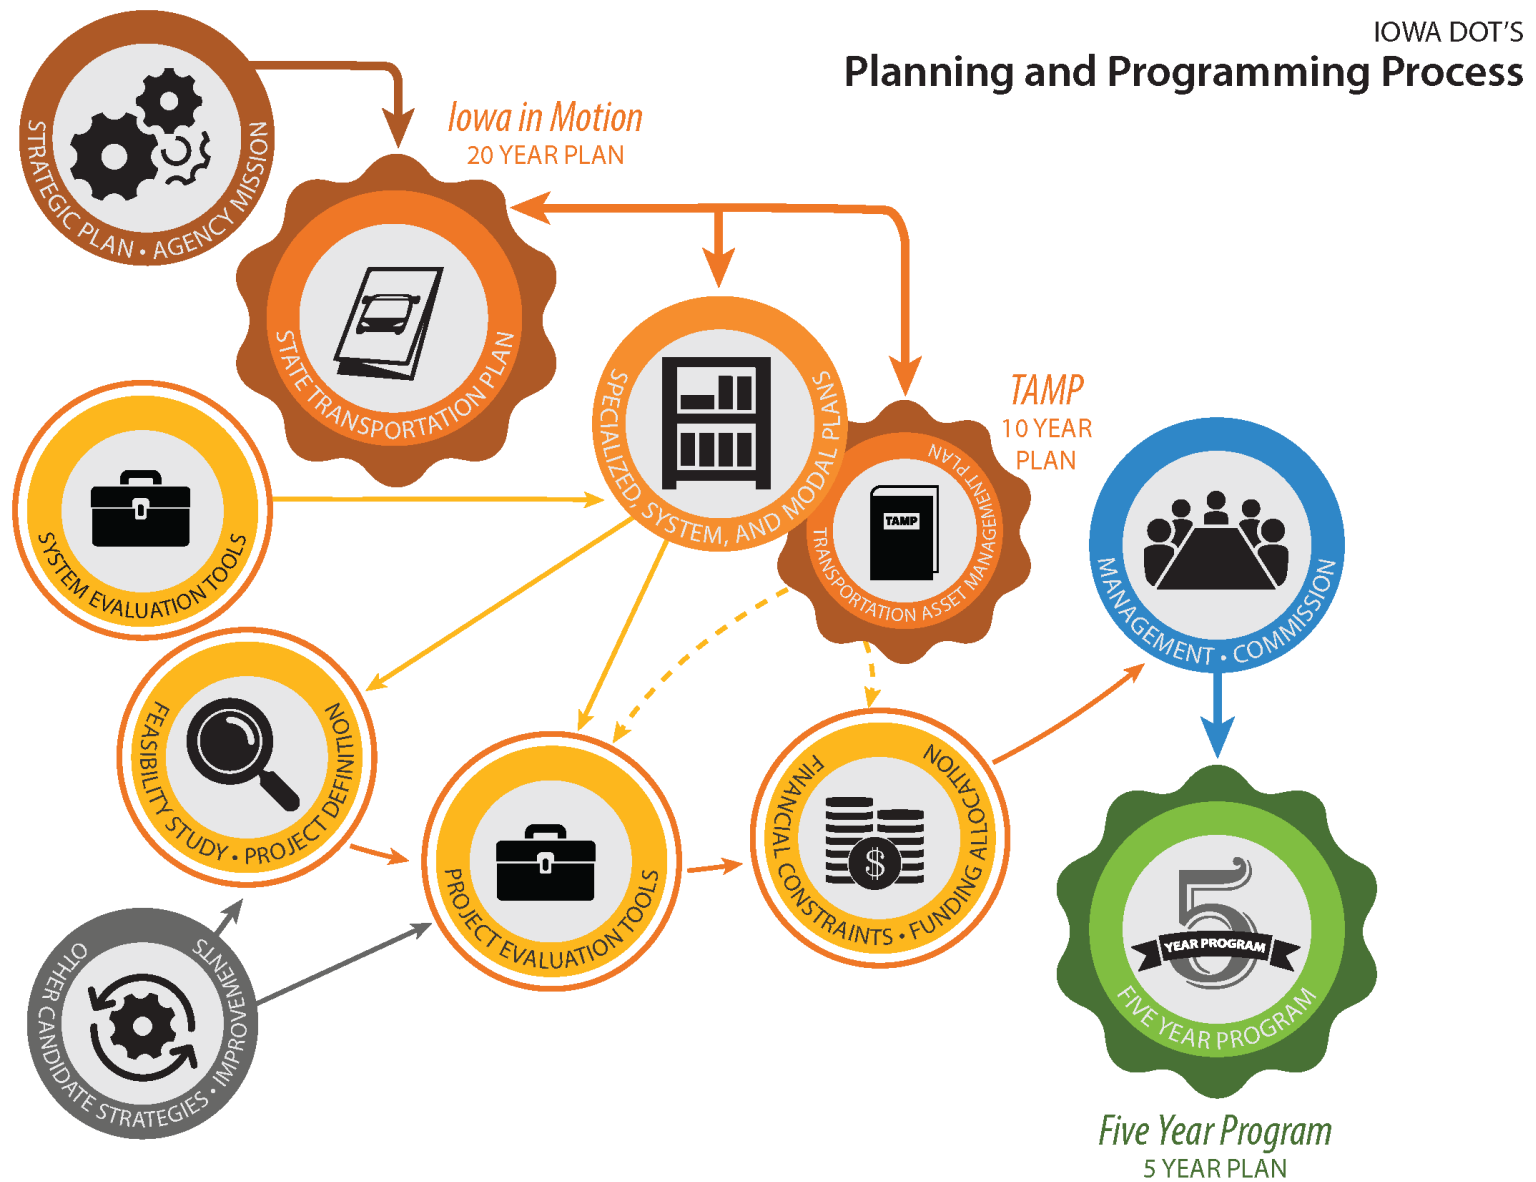 IOWA DOT'S
Planning and Programming Process
STRATEGIC PLAN • AGENCY MISSION
Iowa in Motion
20 YEAR PLAN
STATE TRANSPORTATION PLAN
SPECIALIZED, SYSTEM, AND MODAL PLANS
TAMP
10 YEAR
PLAN
TAMP
TRANSPORTATION ASSET MANAGEMENT PLAN
SYSTEM EVALUATION TOOLS
MANAGEMENT • COMMISSION
FEASIBILITY STUDY • PROJECT DEFINITION
PROJECT EVALUATION TOOLS
$
FINANCIAL CONSTRAINTS • FUNDING ALLOCATION
OTHER CANDIDATE STRATEGIES • IMPROVEMENTS
5
YEAR PROGRAM
FIVE YEAR PROGRAM
Five Year Program
5 YEAR PLAN